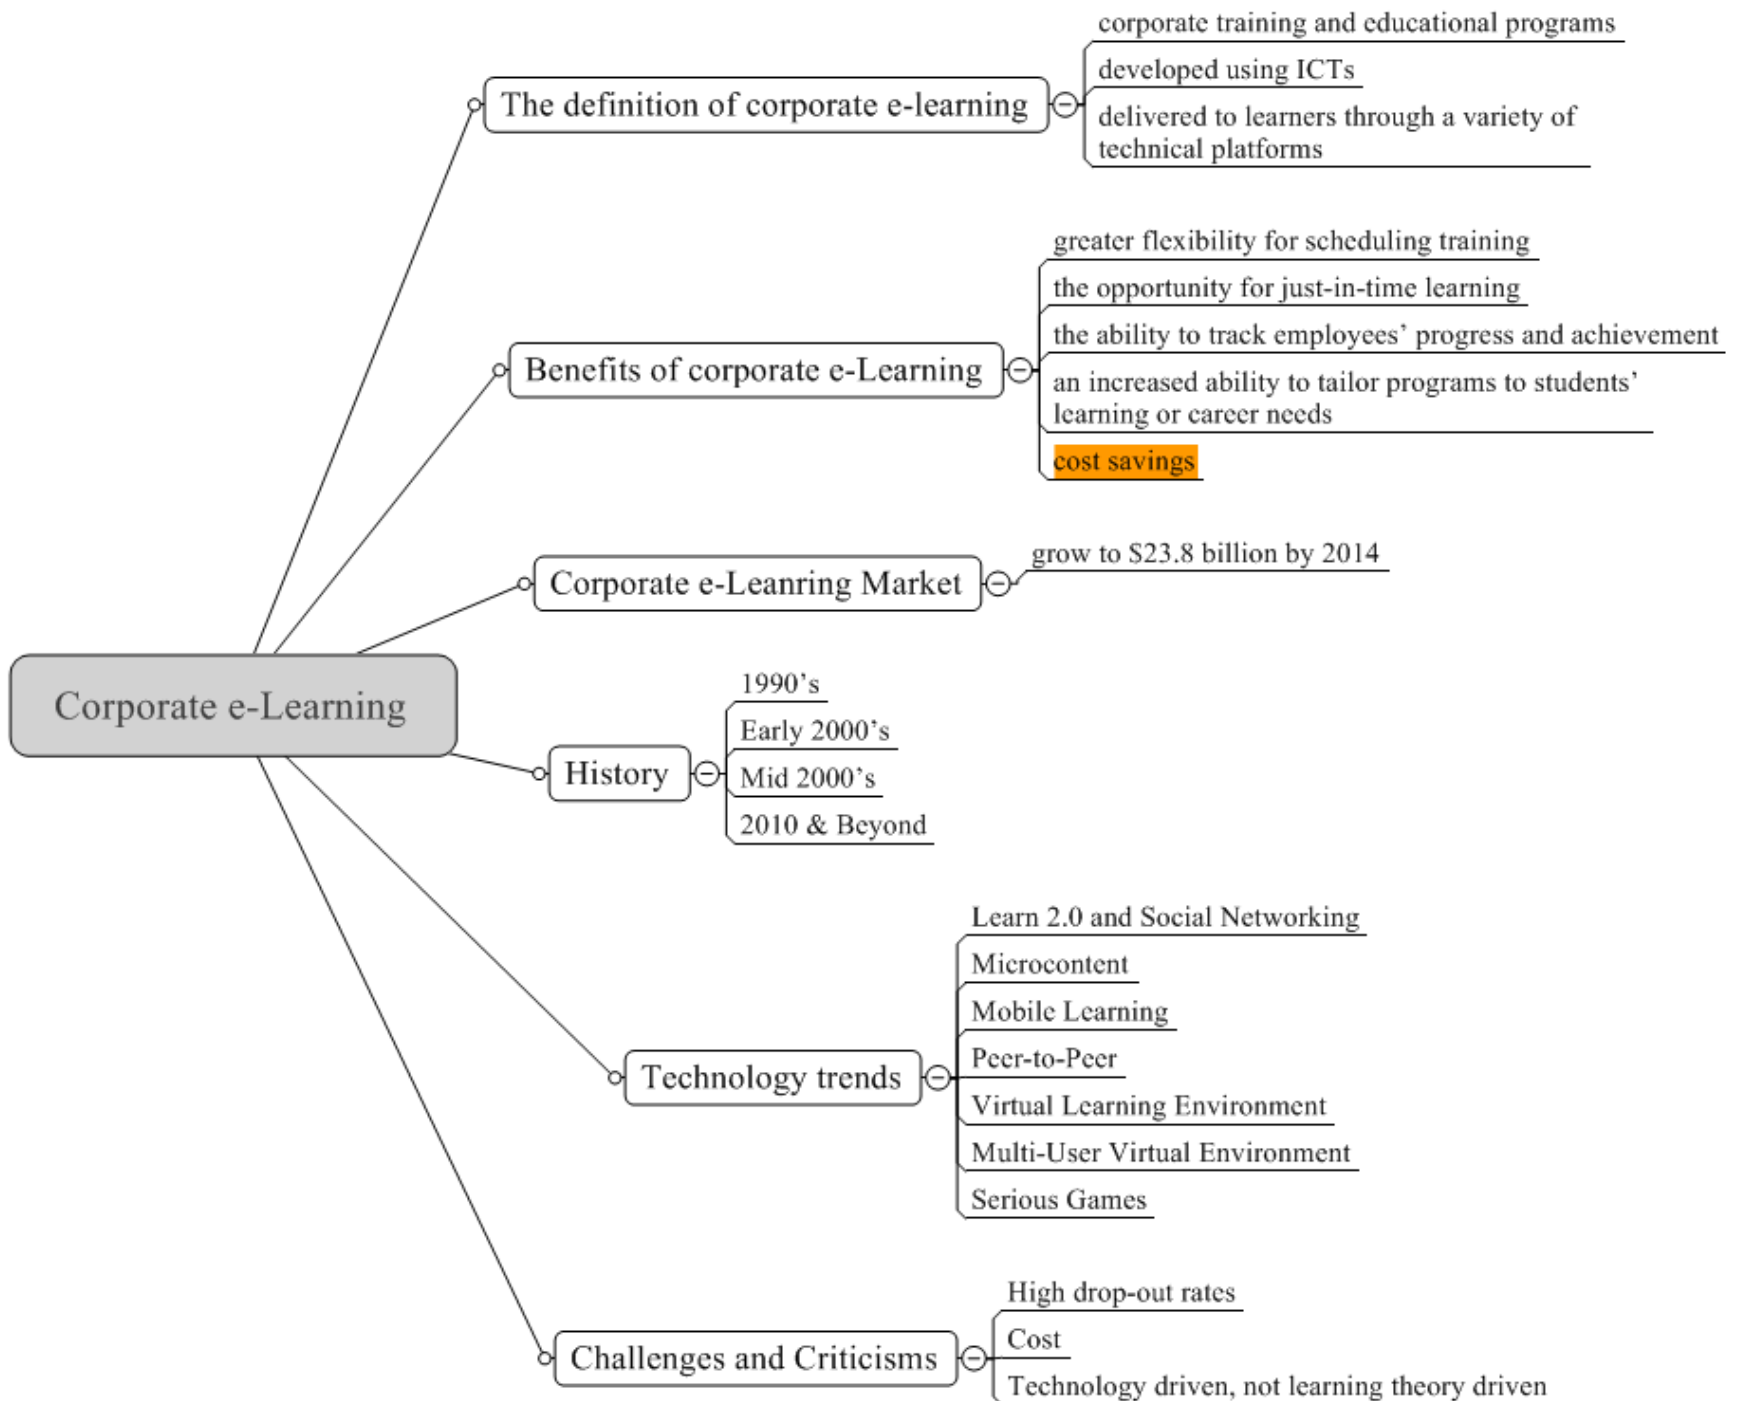 corporate training and educational programs
The definition of corporate e-learning
developed using ICTs
delivered to learners through a variety of
technical platforms
greater flexibility for scheduling training
the opportunity for just-in-time learning
the ability to track employees’ progress and achievement
Benefits of corporate e-Learning
an increased ability to tailor programs to students’
learning or career needs
cost savings
Corporate e-Leanring Market
grow to $23.8 billion by 2014
Corporate e-Learning
History
1990’s
Early 2000’s
Mid 2000’s
2010 & Beyond
Technology trends
Learn 2.0 and Social Networking
Microcontent
Mobile Learning
Peer-to-Peer
Virtual Learning Environment
Multi-User Virtual Environment
Serious Games
Challenges and Criticisms
High drop-out rates
Cost
Technology driven, not learning theory driven